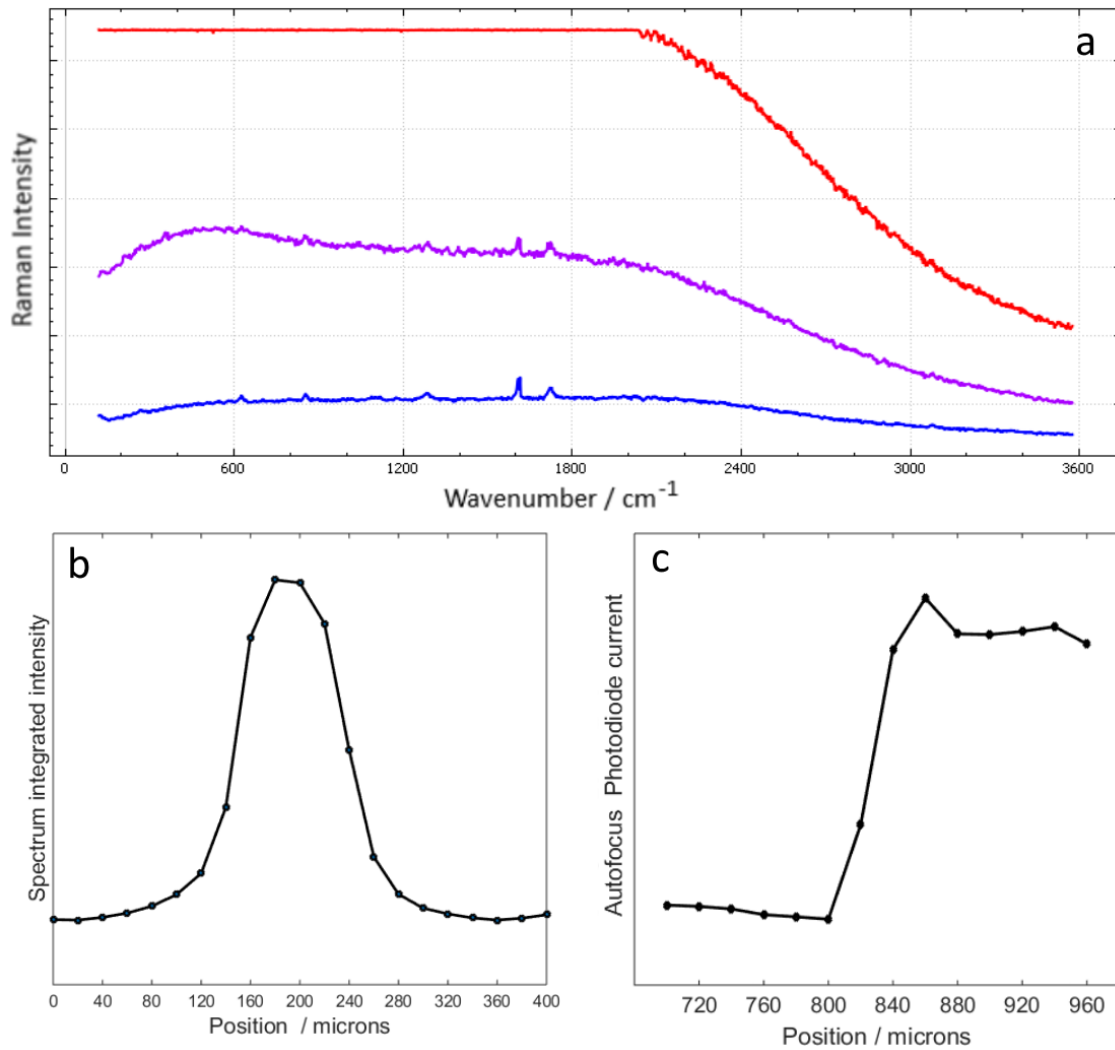 a
Raman Intensity
0 600 1200 1800 2400 3000 3600
Wavenumber / cm⁻¹
b
Spectrum integrated intensity
0 40 80 120 160 200 240 280 320 360 400
Position / microns
c
Autofocus Photodiode current
720 760 800 840 880 920 960
Position / microns